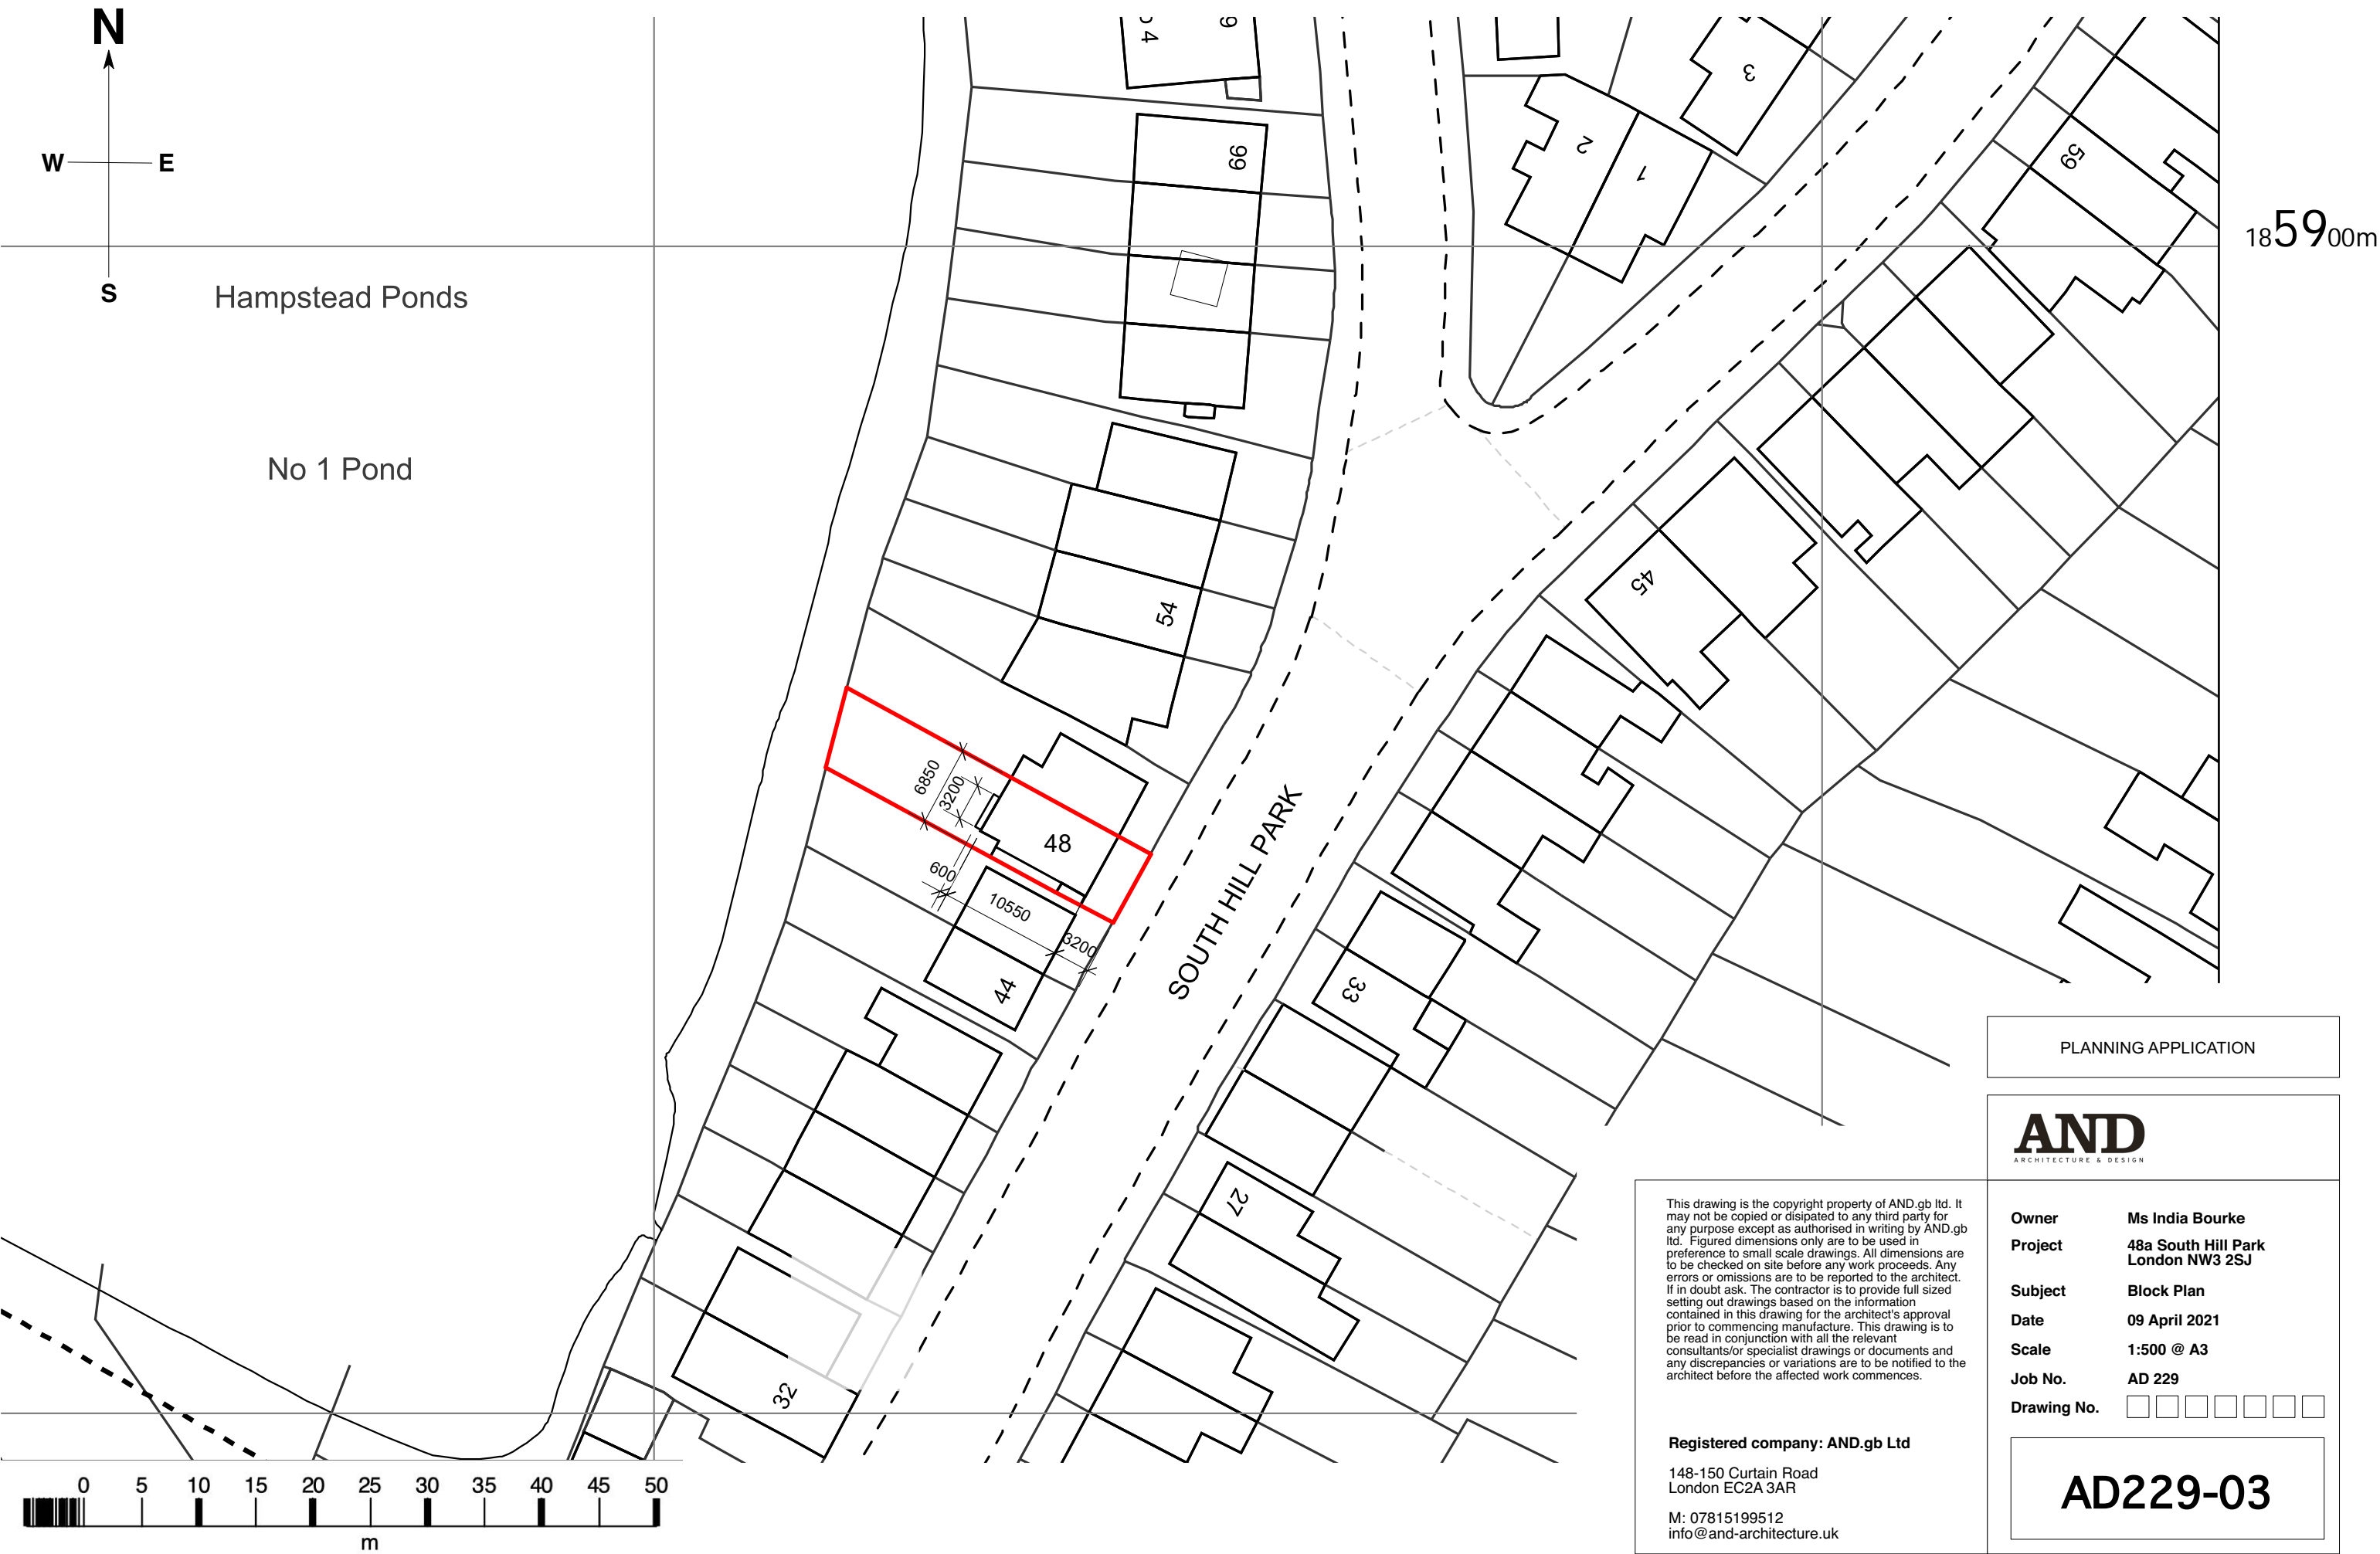 N
W
E
S
Hampstead Ponds
No 1 Pond
66
3
2
1
59
185900m
54
45
6850
3200
48
600
10550
3200
44
SOUTH HILL PARK
33
27
32
0 5 10 15 20 25 30 35 40 45 50
m
PLANNING APPLICATION
AND
ARCHITECTURE & DESIGN
This drawing is the copyright property of AND.gb ltd. It
may not be copied or disipated to any third party for
any purpose except as authorised in writing by AND.gb
ltd. Figured dimensions only are to be used in
preference to small scale drawings. All dimensions are
to be checked on site before any work proceeds. Any
errors or omissions are to be reported to the architect.
If in doubt ask. The contractor is to provide full sized
setting out drawings based on the information
contained in this drawing for the architect's approval
prior to commencing manufacture. This drawing is to
be read in conjunction with all the relevant
consultants/or specialist drawings or documents and
any discrepancies or variations are to be notified to the
architect before the affected work commences.
Registered company: AND.gb Ltd
148-150 Curtain Road
London EC2A 3AR
M: 07815199512
info@and-architecture.uk
Owner Ms India Bourke
Project 48a South Hill Park
London NW3 2SJ
Subject Block Plan
Date 09 April 2021
Scale 1:500 @ A3
Job No. AD 229
Drawing No.
AD229-03